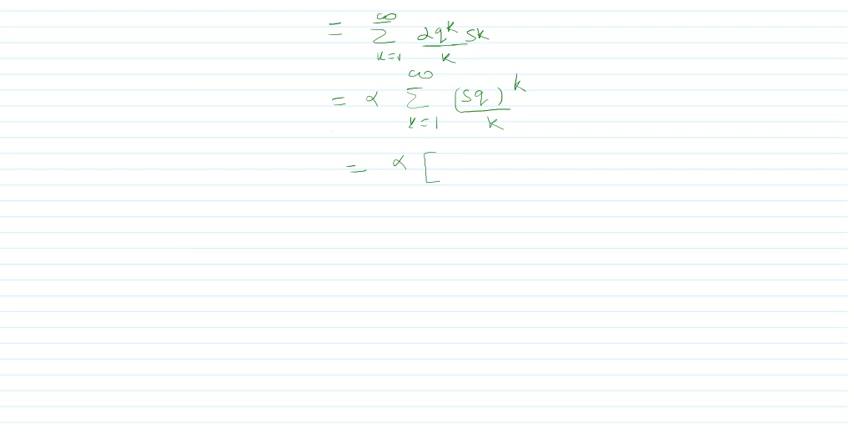 = ∞ Σ k=1 αq^k/k s^k
= α ∞ Σ k=1 (sq)^k/k
= α [